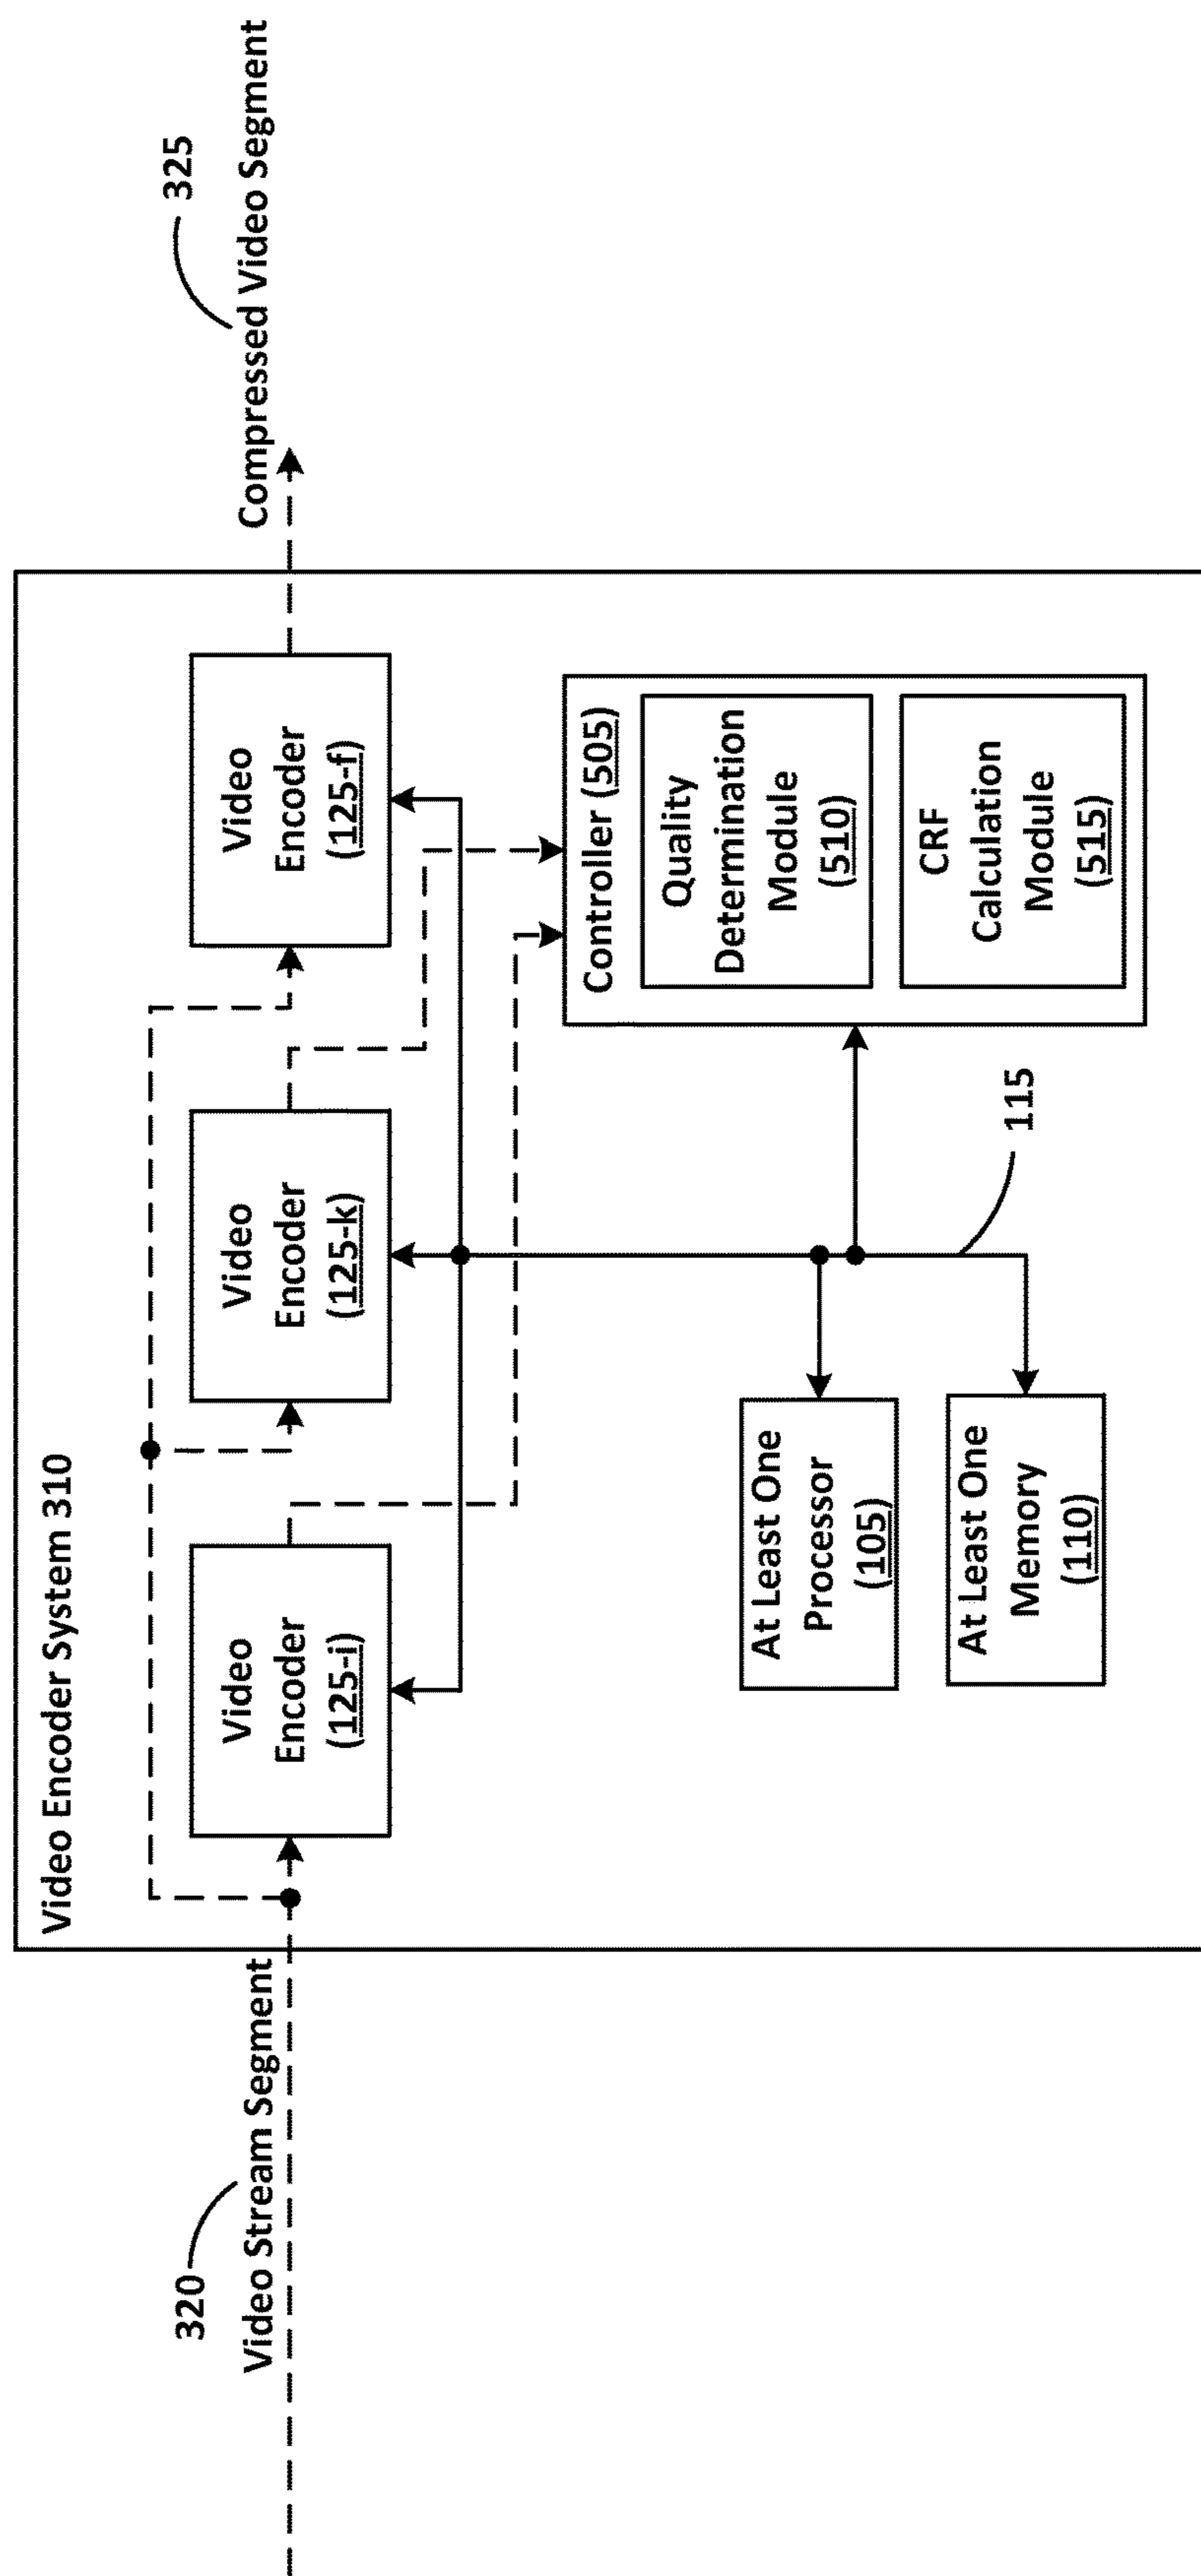 Video Encoder System 310
320
Video Stream Segment
Video
Encoder
(125-i)
Video
Encoder
(125-k)
Video
Encoder
(125-f)
325
Compressed Video Segment
At Least One
Processor
(105)
At Least One
Memory
(110)
115
Controller (505)
Quality
Determination
Module
(510)
CRF
Calculation
Module
(515)